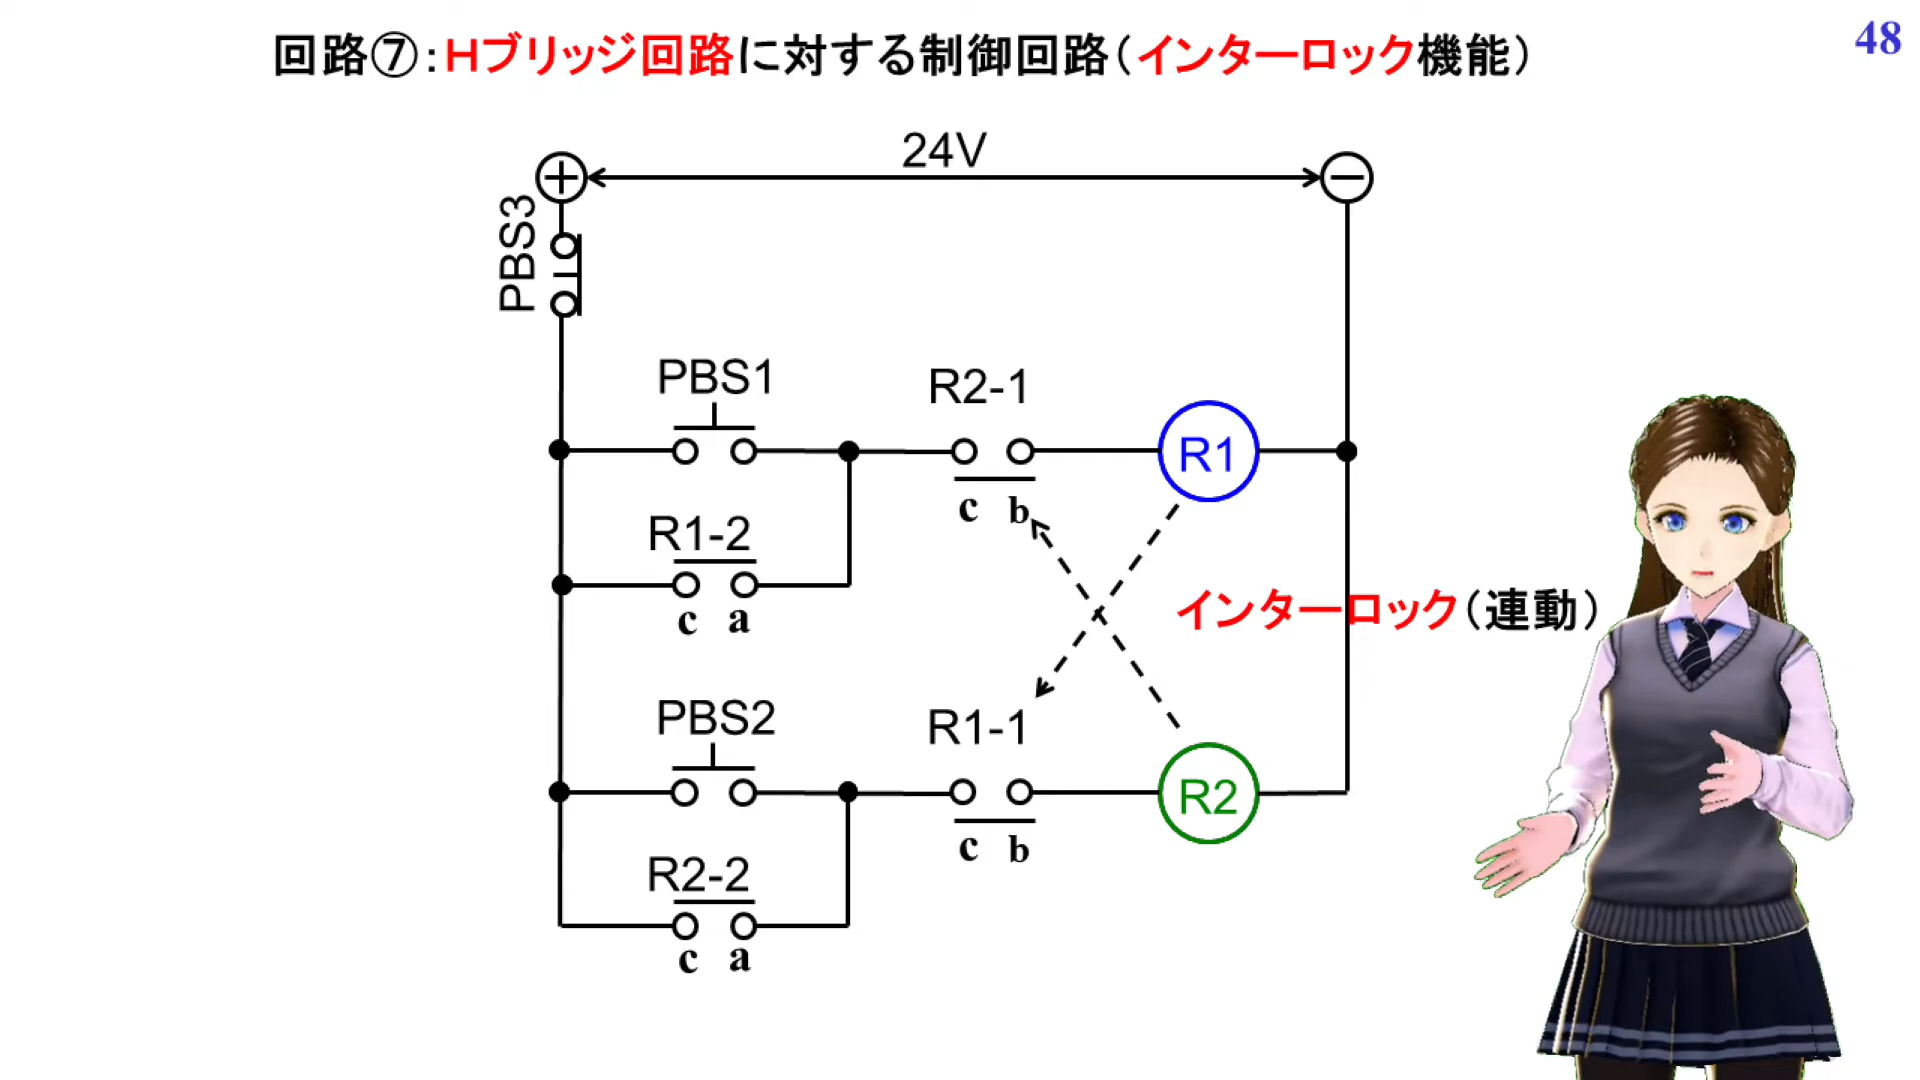 回路⑦:Hブリッジ回路に対する制御回路(インターロック機能)
48
24V
PBS3
PBS1
R2-1
R1
c b
R1-2
c a
インターロック(連動)
PBS2
R1-1
R2
c b
R2-2
c a